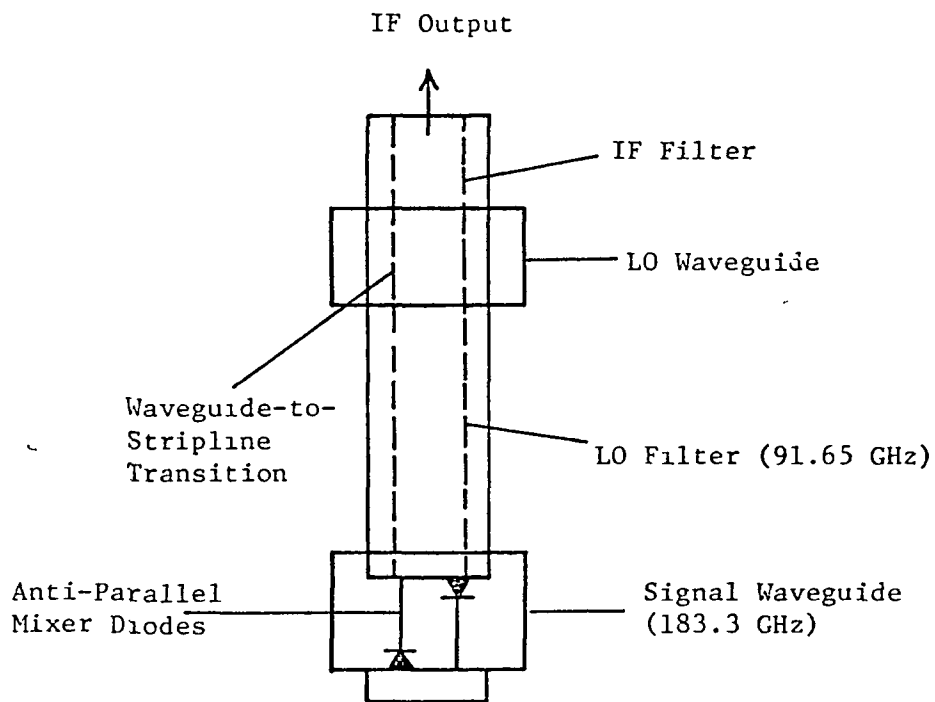 IF Output
IF Filter
LO Waveguide
Waveguide-to-
Stripline
Transition
LO Filter (91.65 GHz)
Anti-Parallel
Mixer Diodes
Signal Waveguide
(183.3 GHz)